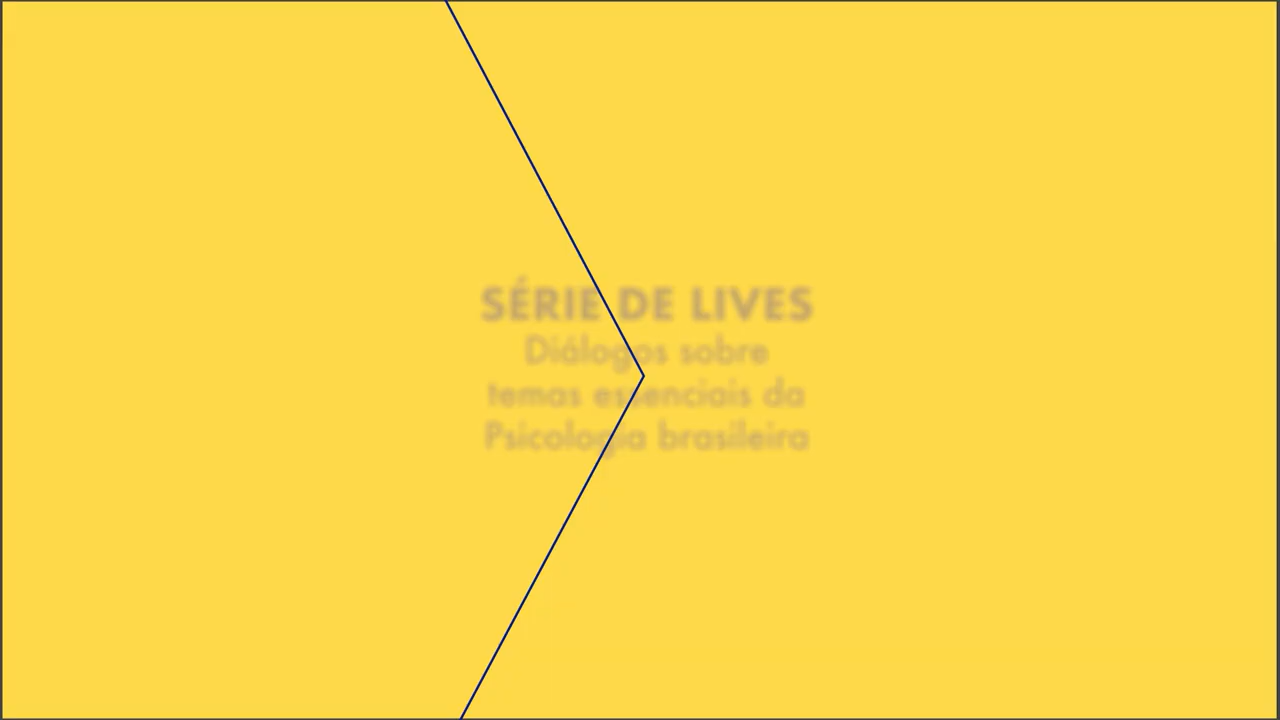 SÉRIE DE LIVES
Diálogos sobre
temas essenciais da
Psicologia brasileira